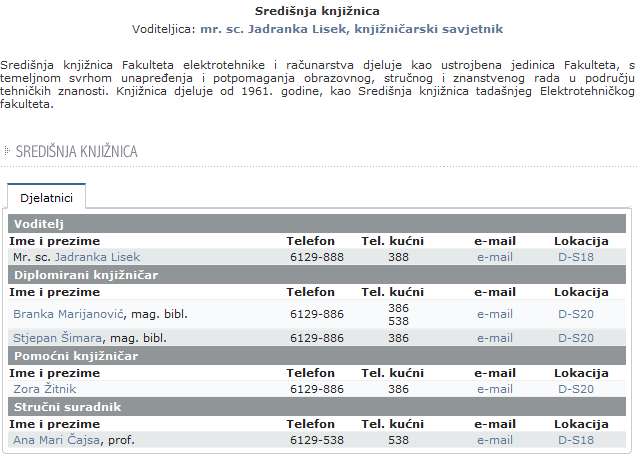 Središnja knjižnica
Voditeljica: mr. sc. Jadranka Lisek, knjižničarski savjetnik
Središnja knjižnica Fakulteta elektrotehnike i računarstva djeluje kao ustrojbena jedinica Fakulteta, s
temeljnom svrhom unapređenja i potpomaganja obrazovnog, stručnog i znanstvenog rada u području
tehničkih znanosti. Knjižnica djeluje od 1961. godine, kao Središnja knjižnica tadašnjeg Elektrotehničkog
fakulteta.
SREDIŠNJA KNJIŽNICA
Djelatnici
Voditelj
Ime i prezime Telefon Tel. kućni e-mail Lokacija
Mr. sc. Jadranka Lisek 6129-888 388 e-mail D-S18
Diplomirani knjižničar
Ime i prezime Telefon Tel. kućni e-mail Lokacija
Branka Marijanović, mag. bibl. 6129-886 386 e-mail D-S20
538
Stjepan Šimara, mag. bibl. 6129-886 386 e-mail D-S20
Pomoćni knjižničar
Ime i prezime Telefon Tel. kućni e-mail Lokacija
Zora Žitnik 6129-886 386 e-mail D-S20
Stručni suradnik
Ime i prezime Telefon Tel. kućni e-mail Lokacija
Ana Mari Čajsa, prof. 6129-538 538 e-mail D-S18